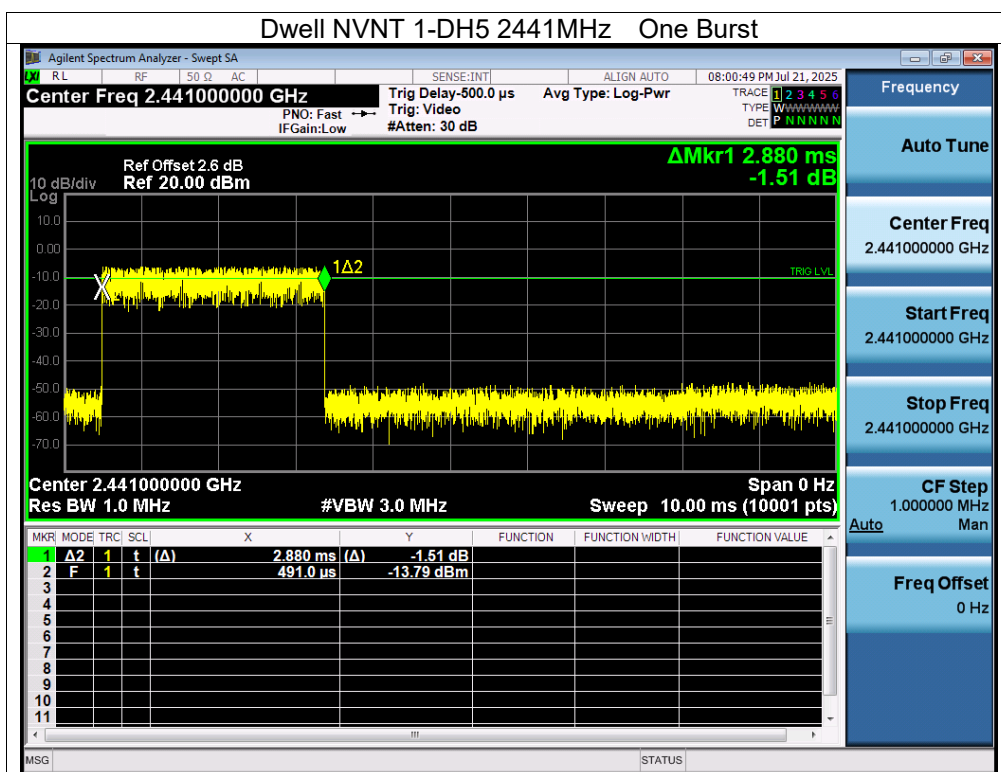 Dwell NVNT 1-DH5 2441MHz One Burst
Agilent Spectrum Analyzer - Swept SA
LXI RL RF 50 Ω AC SENSE:INT ALIGN AUTO 08:00:49 PM Jul 21, 2025
Center Freq 2.441000000 GHz
PNO: Fast
IFGain:Low
Trig Delay-500.0 µs
Trig: Video
#Atten: 30 dB
Avg Type: Log-Pwr
TRACE 1 2 3 4 5 6
TYPE WWWWWW
DET P N N N N N
Frequency
Auto Tune
Center Freq
2.441000000 GHz
Start Freq
2.441000000 GHz
Stop Freq
2.441000000 GHz
CF Step
1.000000 MHz
Auto Man
Freq Offset
0 Hz
ΔMkr1 2.880 ms
-1.51 dB
Ref Offset 2.6 dB
10 dB/div Ref 20.00 dBm
Log
10.0
0.00
-10.0
-20.0
-30.0
-40.0
-50.0
-60.0
-70.0
1Δ2
TRIG LVL
Center 2.441000000 GHz Span 0 Hz
Res BW 1.0 MHz #VBW 3.0 MHz Sweep 10.00 ms (10001 pts)
MKR MODE TRC SCL X Y FUNCTION FUNCTION WIDTH FUNCTION VALUE
1 Δ2 1 t (Δ) 2.880 ms (Δ) -1.51 dB
2 F 1 t 491.0 µs -13.79 dBm
3
4
5
6
7
8
9
10
11
MSG STATUS